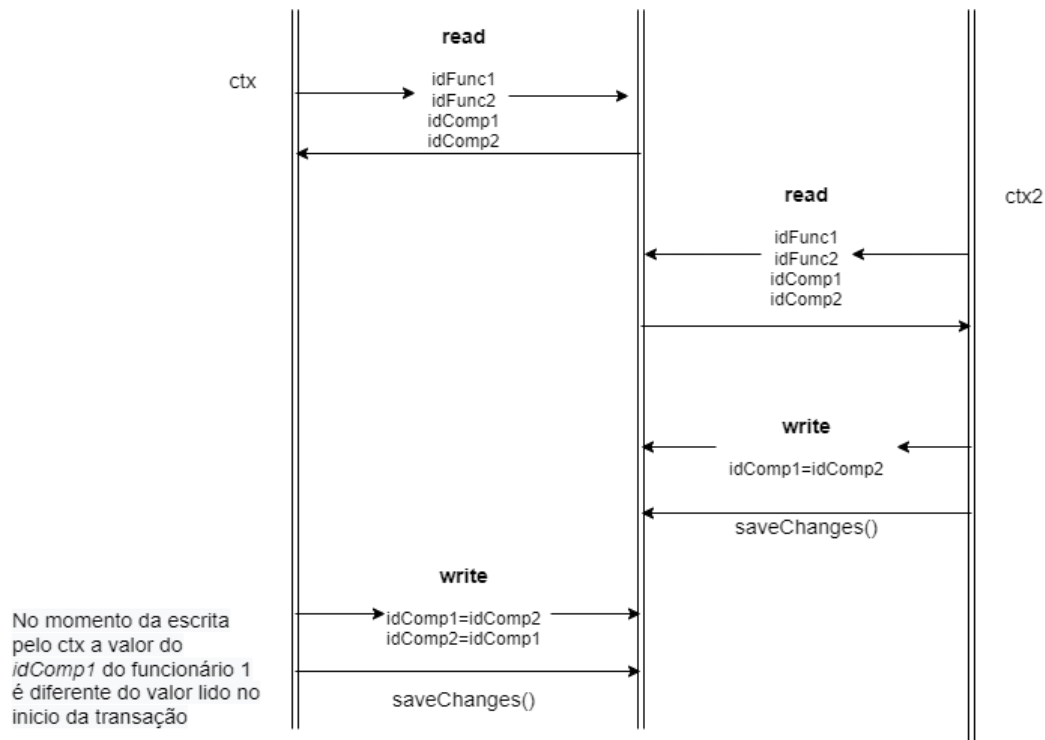 read
ctx
idFunc1
idFunc2
idComp1
idComp2
read
ctx2
idFunc1
idFunc2
idComp1
idComp2
write
idComp1=idComp2
saveChanges()
write
idComp1=idComp2
idComp2=idComp1
saveChanges()
No momento da escrita
pelo ctx a valor do
idComp1 do funcionário 1
é diferente do valor lido no
inicio da transação